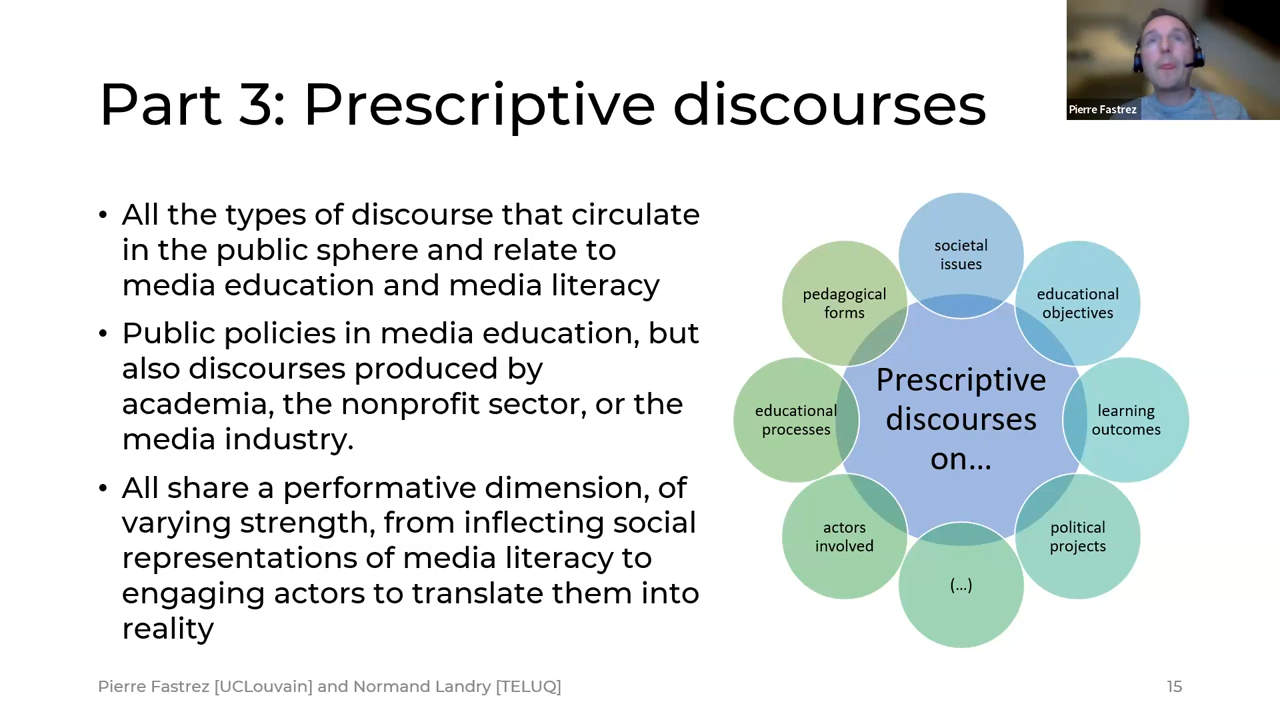 Part 3: Prescriptive discourses
Pierre Fastrez
• All the types of discourse that circulate
in the public sphere and relate to
media education and media literacy
• Public policies in media education, but
also discourses produced by
academia, the nonprofit sector, or the
media industry.
• All share a performative dimension, of
varying strength, from inflecting social
representations of media literacy to
engaging actors to translate them into
reality
Prescriptive
discourses
on...
societal
issues
educational
objectives
learning
outcomes
political
projects
(...)
actors
involved
educational
processes
pedagogical
forms
Pierre Fastrez [UCLouvain] and Normand Landry [TELUQ]
15